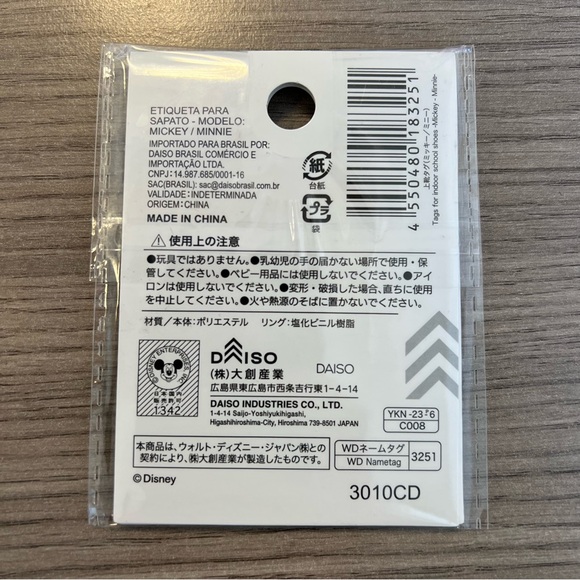 ETIQUETA PARA
SAPATO - MODELO:
MICKEY / MINNIE
IMPORTADO PARA BRASIL POR:
DAISO BRASIL COMÉRCIO E
IMPORTAÇÃO LTDA.
CNPJ: 14.987.685/0001-16
SAC(BRASIL): sac@daisobrasil.com.br
VALIDADE: INDETERMINADA
ORIGEM: CHINA
MADE IN CHINA
紙
台紙
プラ
袋
4 550480 183251
上靴タグ(ミッキー/ミニー)
Tags for indoor school shoes -Mickey・Minnie-
使用上の注意
●玩具ではありません。●乳幼児の手の届かない場所で使用・保
管してください。●ベビー用品には使用しないでください。●アイ
ロンは使用しないでください。●変形・破損した場合、直ちに使用
を中止してください。●火や熱源のそばに置かないでください。
材質/本体:ポリエステル リング:塩化ビニル樹脂
©DISNEY ENTERPRISES, INC.
日本国内
販売許可
1342
DAISO
DAISO
(株)大創産業
広島県東広島市西条吉行東1-4-14
DAISO INDUSTRIES CO., LTD.
1-4-14 Saijo-Yoshiyukihigashi,
Higashihiroshima-City, Hiroshima 739-8501 JAPAN
YKN -23
C008
本商品は、ウォルト・ディズニー・ジャパン(株)との
契約により、(株)大創産業が製造したものです。
WDネームタグ
WD Nametag
3251
©Disney
3010CD